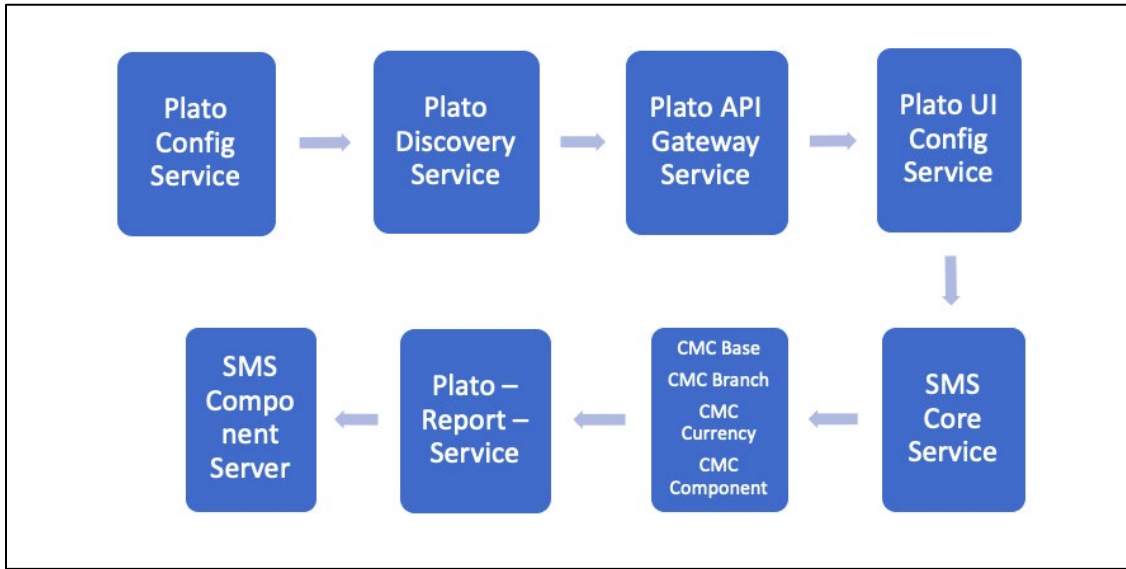 Plato
Config
Service
Plato
Discovery
Service
Plato API
Gateway
Service
Plato UI
Config
Service
SMS
Core
Service
CMC Base
CMC Branch
CMC
Currency
CMC
Component
Plato –
Report –
Service
SMS
Compo
nent
Server